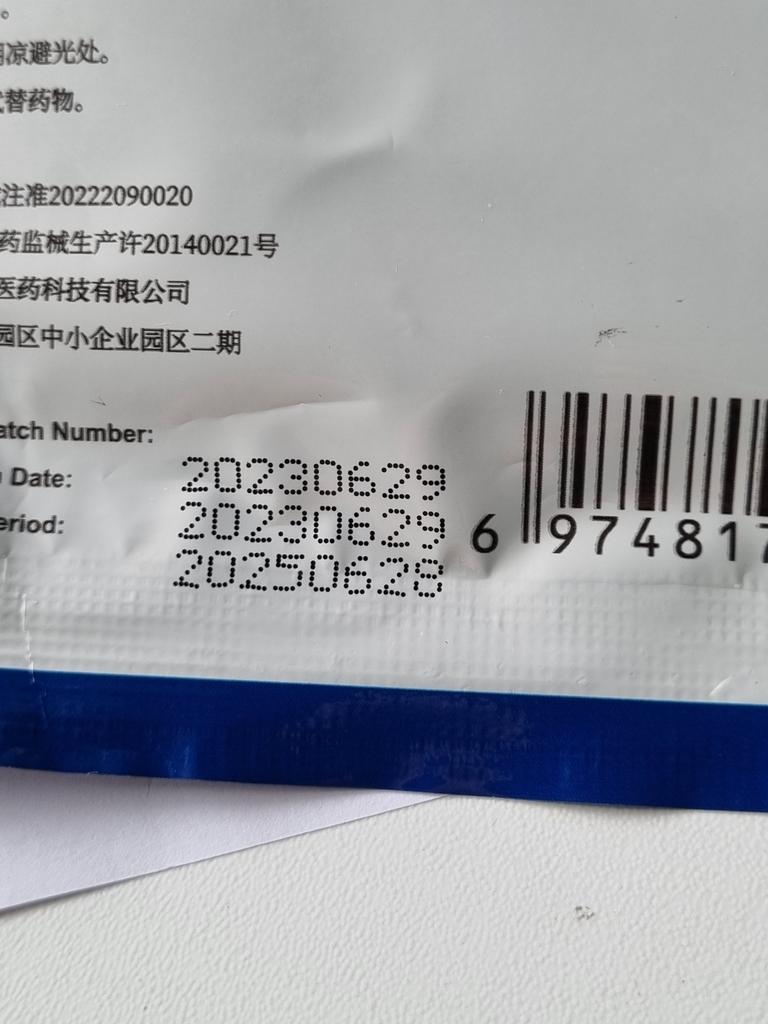 。
凉避光处。
替药物。
注准20222090020
药监械生产许20140021号
医药科技有限公司
园区中小企业园区二期
atch Number:
Date:
eriod:
20230629
20230629
20250628
6 974817